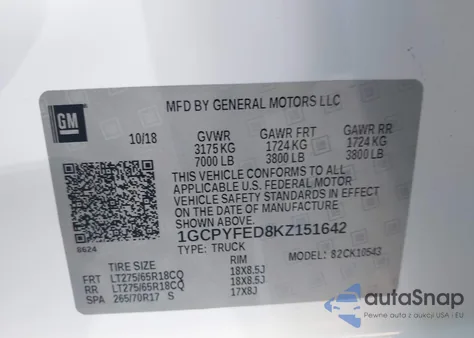 MFD BY GENERAL MOTORS LLC
GM
10/18 GVWR GAWR FRT GAWR RR
3175 KG 1724 KG 1724 KG
7000 LB 3800 LB 3800 LB
THIS VEHICLE CONFORMS TO ALL
APPLICABLE U.S. FEDERAL MOTOR
VEHICLE SAFETY STANDARDS IN EFFECT
ON THE DATE OF MANUFACTURE
SHOWN ABOVE.
8624
1GCPYFED8KZ151642
TYPE: TRUCK MODEL: 82CK10543
TIRE SIZE RIM
FRT LT275/65R18CQ 18X8.5J
RR LT275/65R18CQ 18X8.5J
SPA 265/70R17 S 17X8J
autoSnap
Pewne auta z aukcji USA i EU